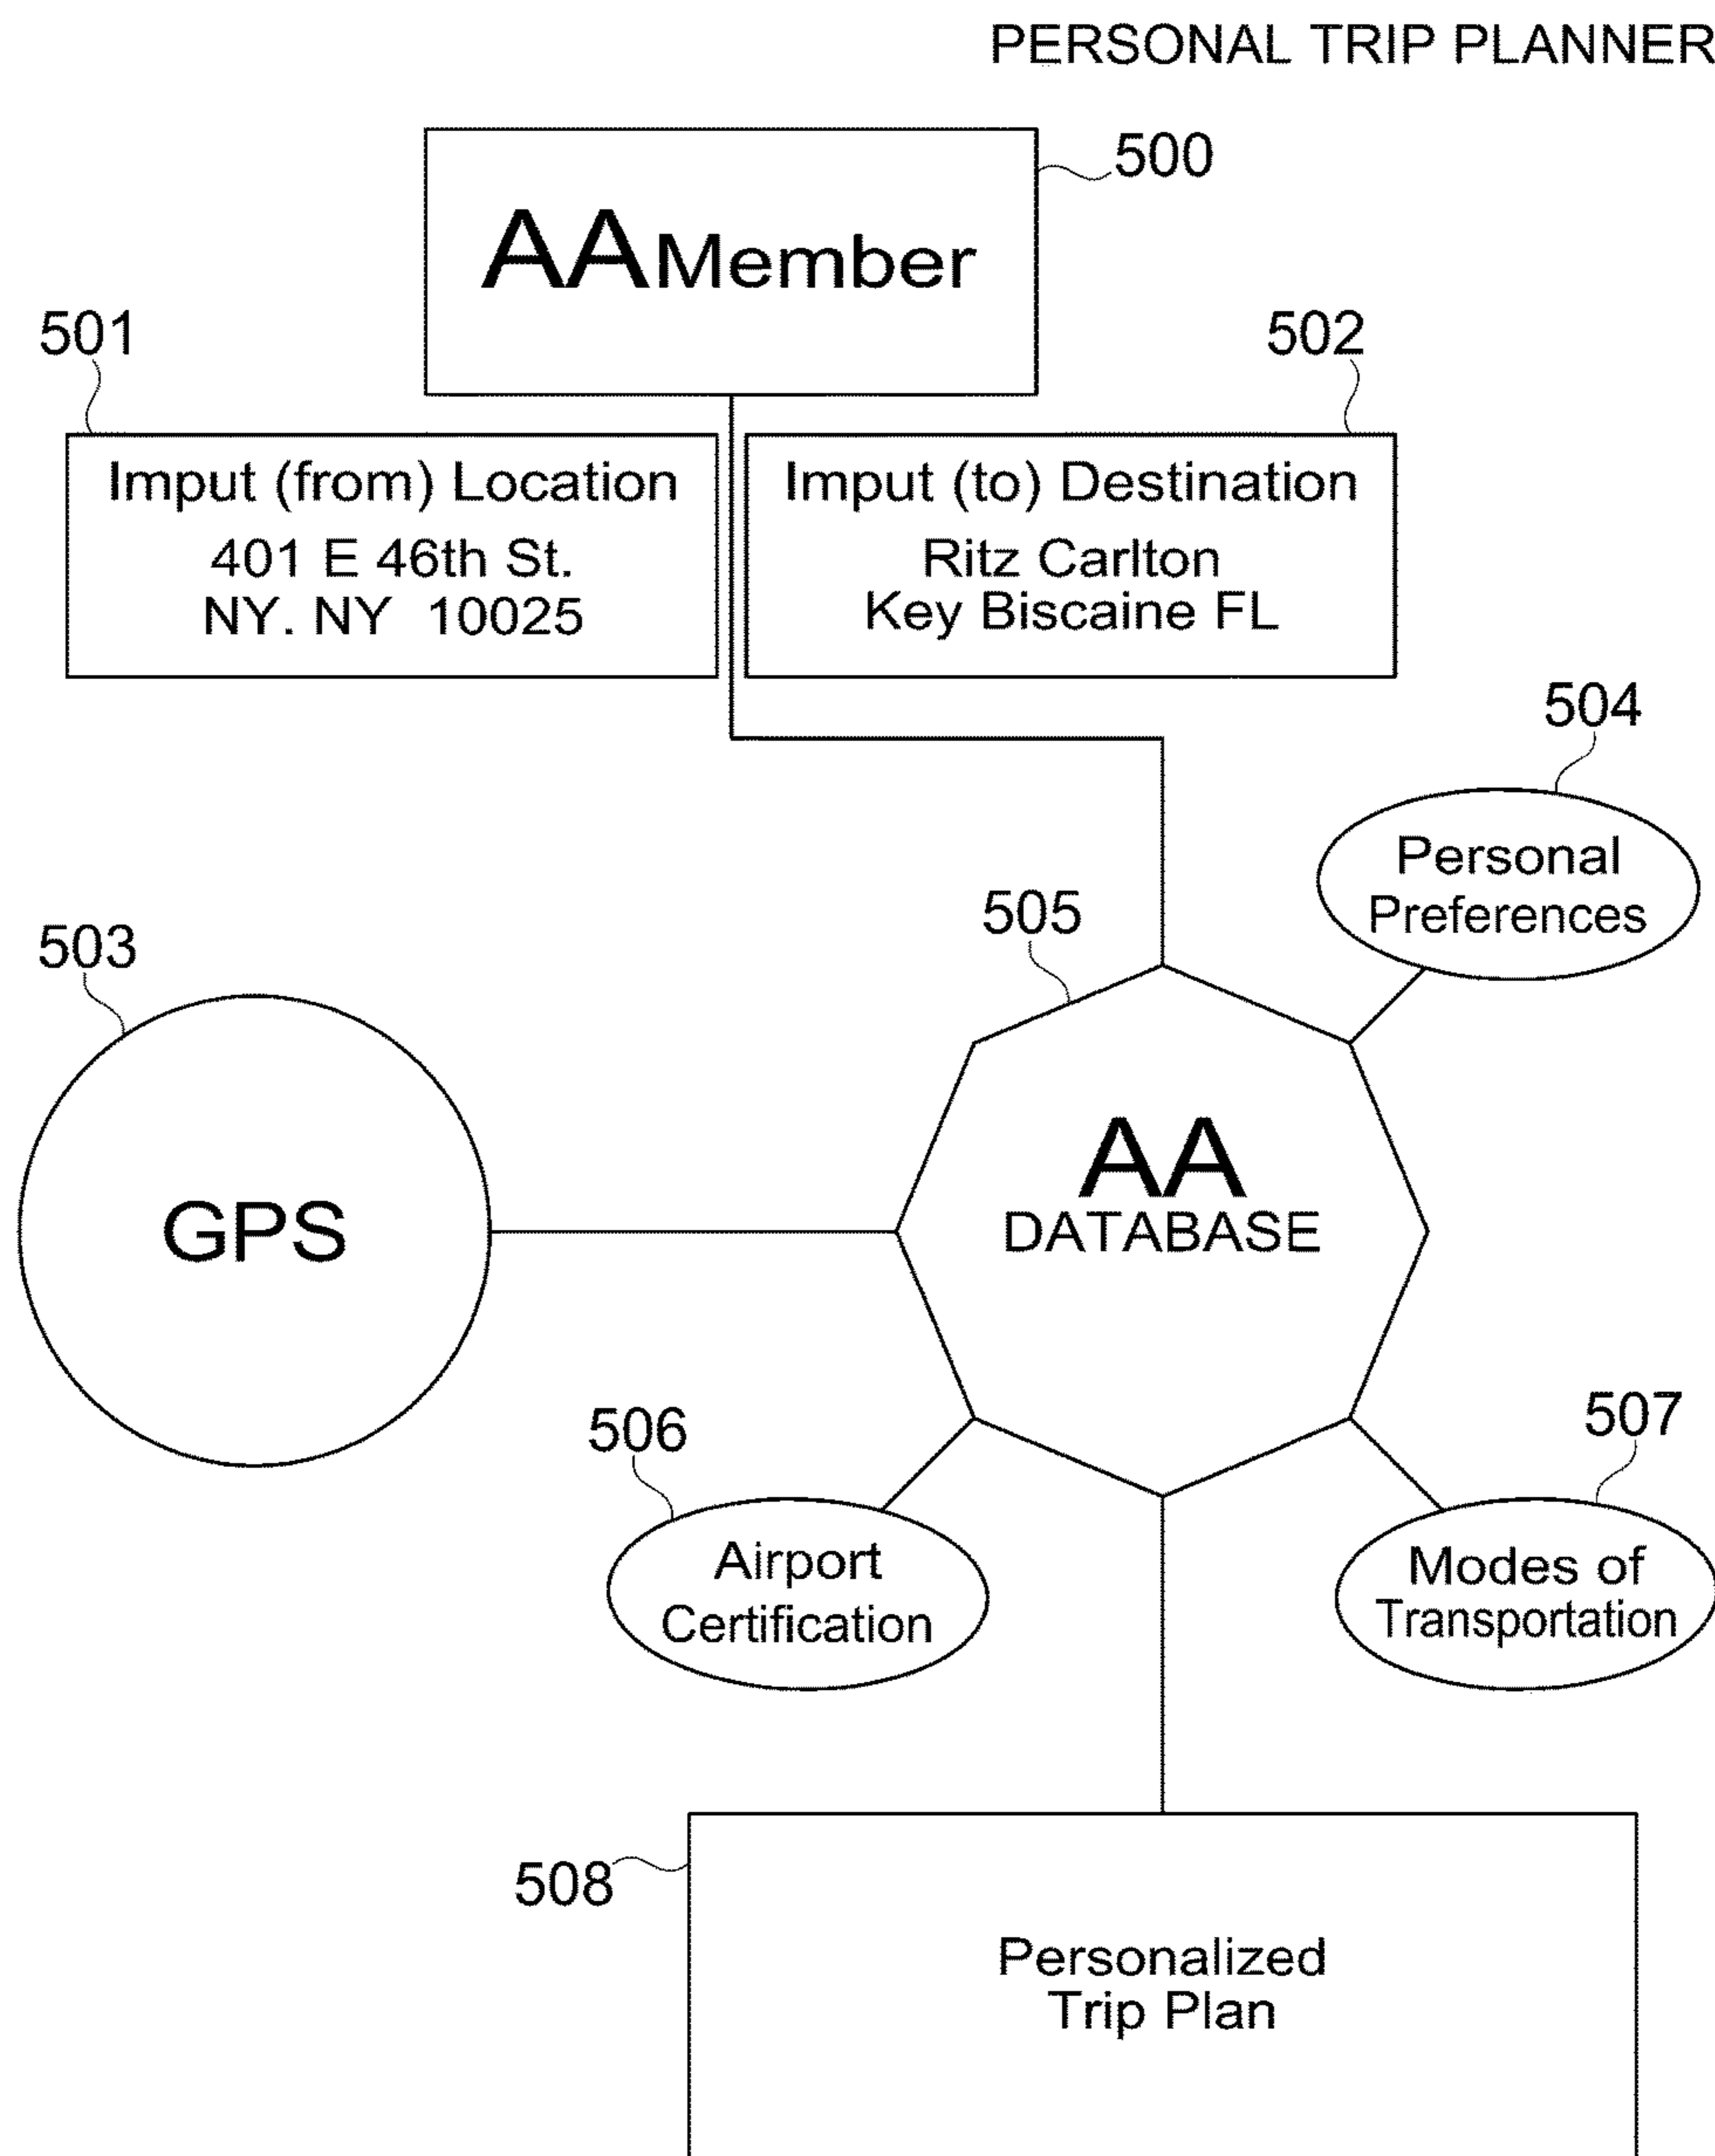 PERSONAL TRIP PLANNER
500
AA Member
501
502
Imput (from) Location
401 E 46th St.
NY. NY 10025
Imput (to) Destination
Ritz Carlton
Key Biscaine FL
504
Personal
Preferences
505
503
GPS
AA
DATABASE
506
507
Airport
Certification
Modes of
Transportation
508
Personalized
Trip Plan